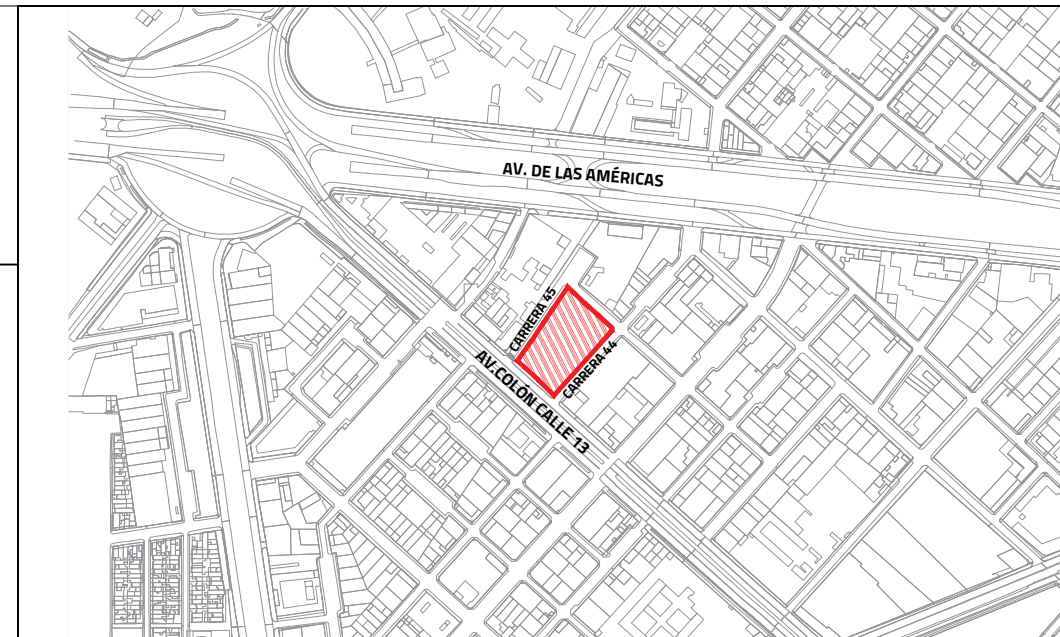 AV. DE LAS AMÉRICAS
CARRERA 45
CARRERA 44
AV.COLÓN CALLE 13